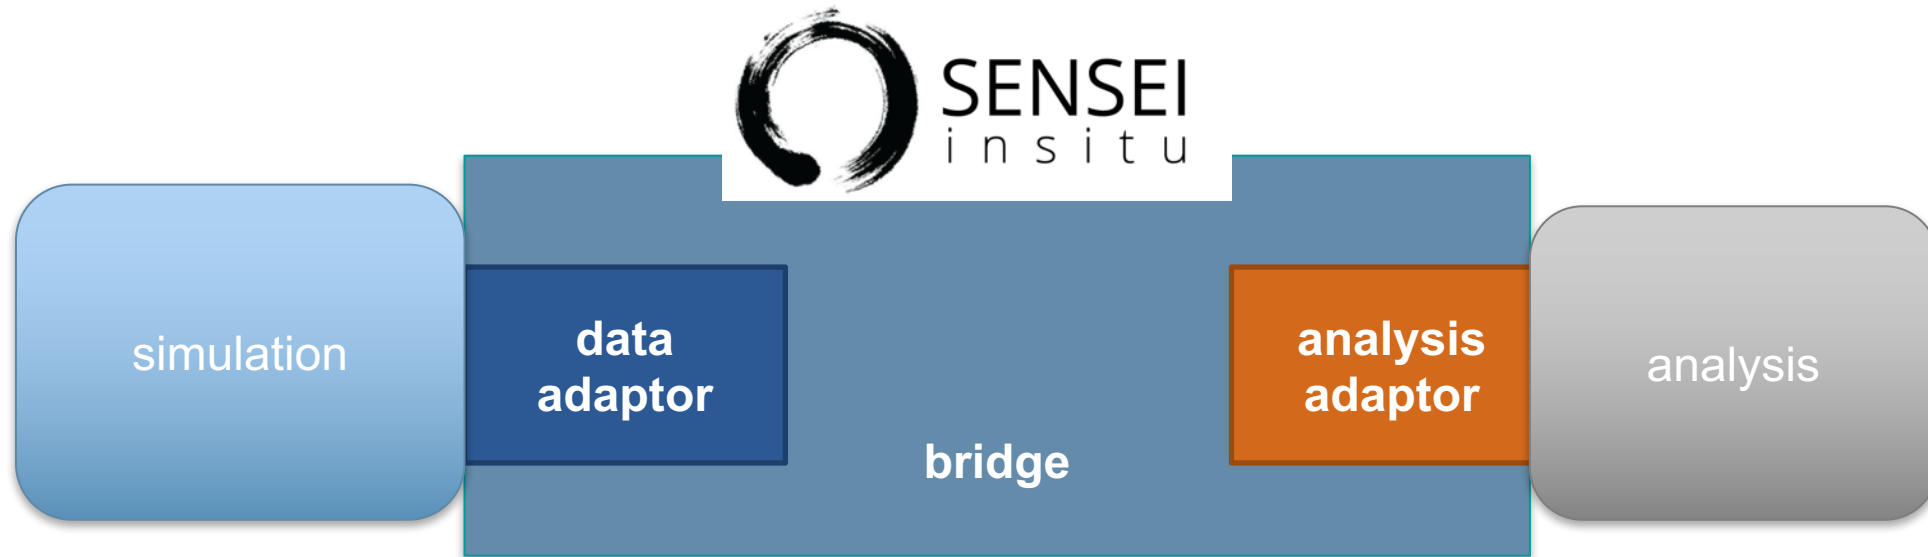 SENSEI
insitu
simulation
data
adaptor
bridge
analysis
adaptor
analysis